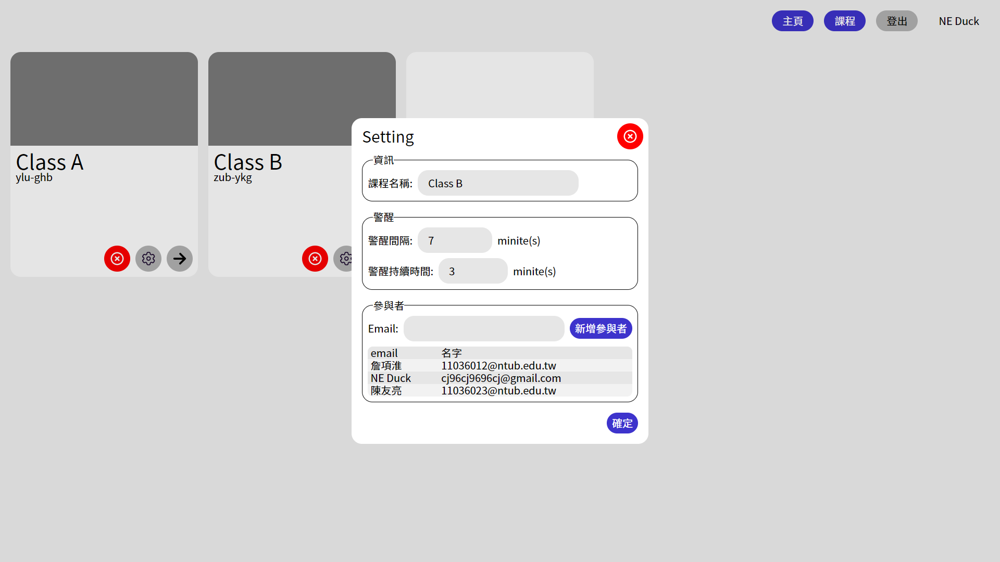 主頁 課程 登出 NE Duck
Class A
ylu-ghb
Class B
zub-ykg
Setting
資訊
課程名稱: Class B
警醒
警醒間隔: 7 minite(s)
警醒持續時間: 3 minite(s)
參與者
Email: 新增參與者
email 名字
詹項淮 11036012@ntub.edu.tw
NE Duck cj96cj9696cj@gmail.com
陳友亮 11036023@ntub.edu.tw
確定